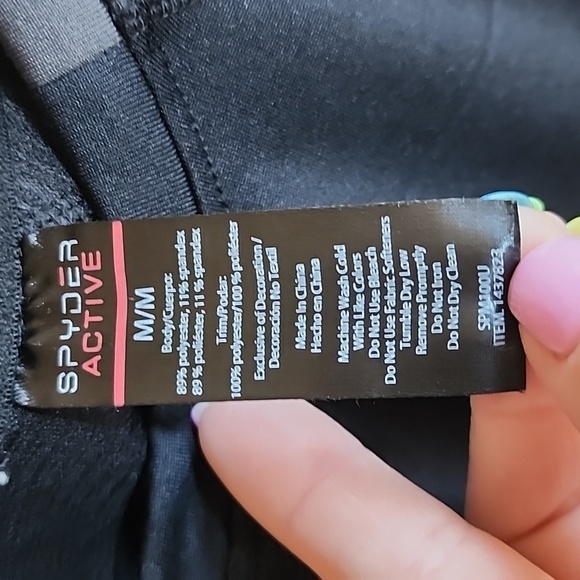 SPYDER
ACTIVE
M/M
Body/Cuerpo:
89% polyester, 11% spandex
89 % poliéster, 11 % spandex
Trim/Podar:
100% polyester/100% poliéster
Exclusive of Decoration/
Decoración No Textil
Made in China
Hecho en China
Machine Wash Cold
With Like Colors
Do Not Use Bleach
Do Not Use Fabric Softeners
Tumble Dry Low
Remove Promptly
Do Not Iron
Do Not Dry Clean
ITEM